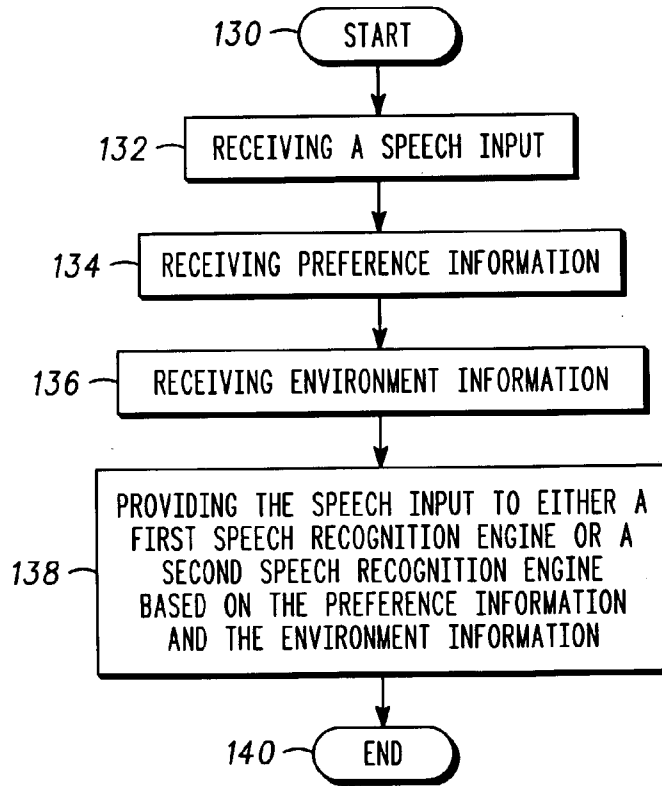 130 START
132 RECEIVING A SPEECH INPUT
134 RECEIVING PREFERENCE INFORMATION
136 RECEIVING ENVIRONMENT INFORMATION
PROVIDING THE SPEECH INPUT TO EITHER A
FIRST SPEECH RECOGNITION ENGINE OR A
138 SECOND SPEECH RECOGNITION ENGINE
BASED ON THE PREFERENCE INFORMATION
AND THE ENVIRONMENT INFORMATION
140 END